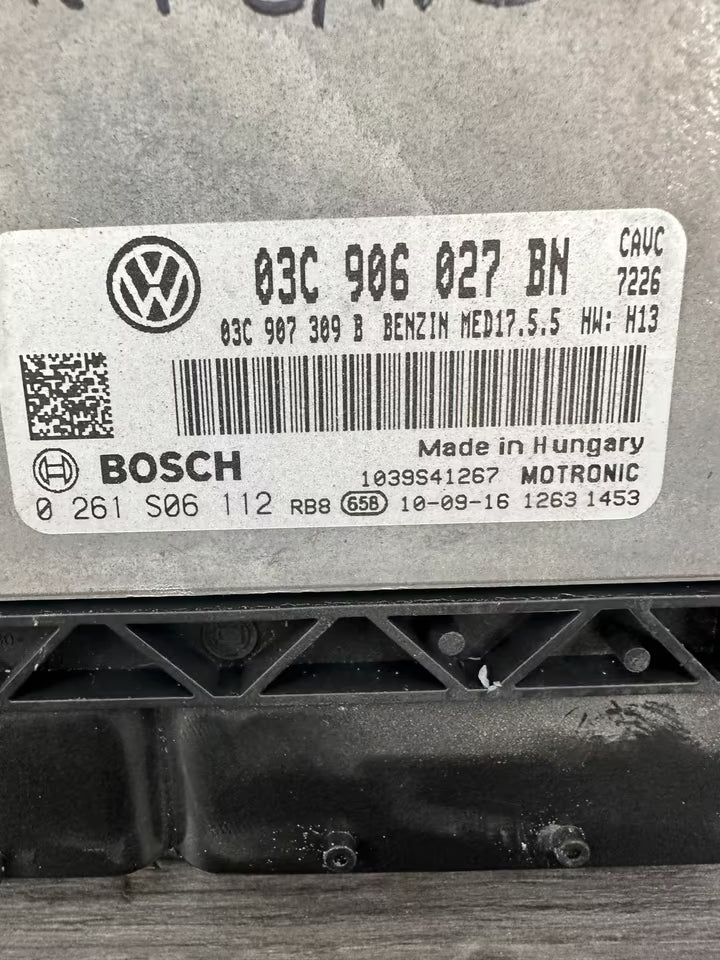 03C 906 027 BN
CAVC
7226
03C 907 309 B BENZIN MED17.5.5 HW: H13
Made in Hungary
BOSCH
1039S41267 MOTRONIC
0 261 S06 112 RB8 65B 10-09-16 1263 1453